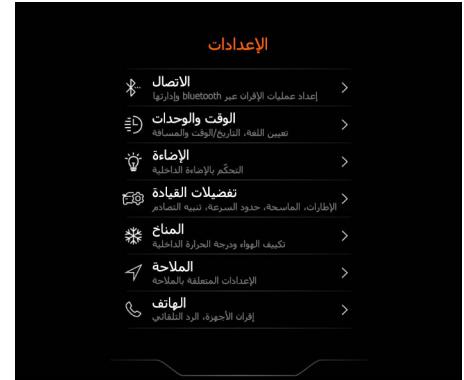 الإعدادات
الاتصال
إعداد عمليات الإقران عبر bluetooth وإدارتها
الوقت والوحدات
تعيين اللغة، التاريخ/الوقت والمسافة
الإضاءة
التحكّم بالإضاءة الداخلية
تفضيلات القيادة
الإطارات، الماسحة، حدود السرعة، تنبيه التصادم
المناخ
تكييف الهواء ودرجة الحرارة الداخلية
الملاحة
الإعدادات المتعلقة بالملاحة
الهاتف
إقران الأجهزة، الرد التلقائي